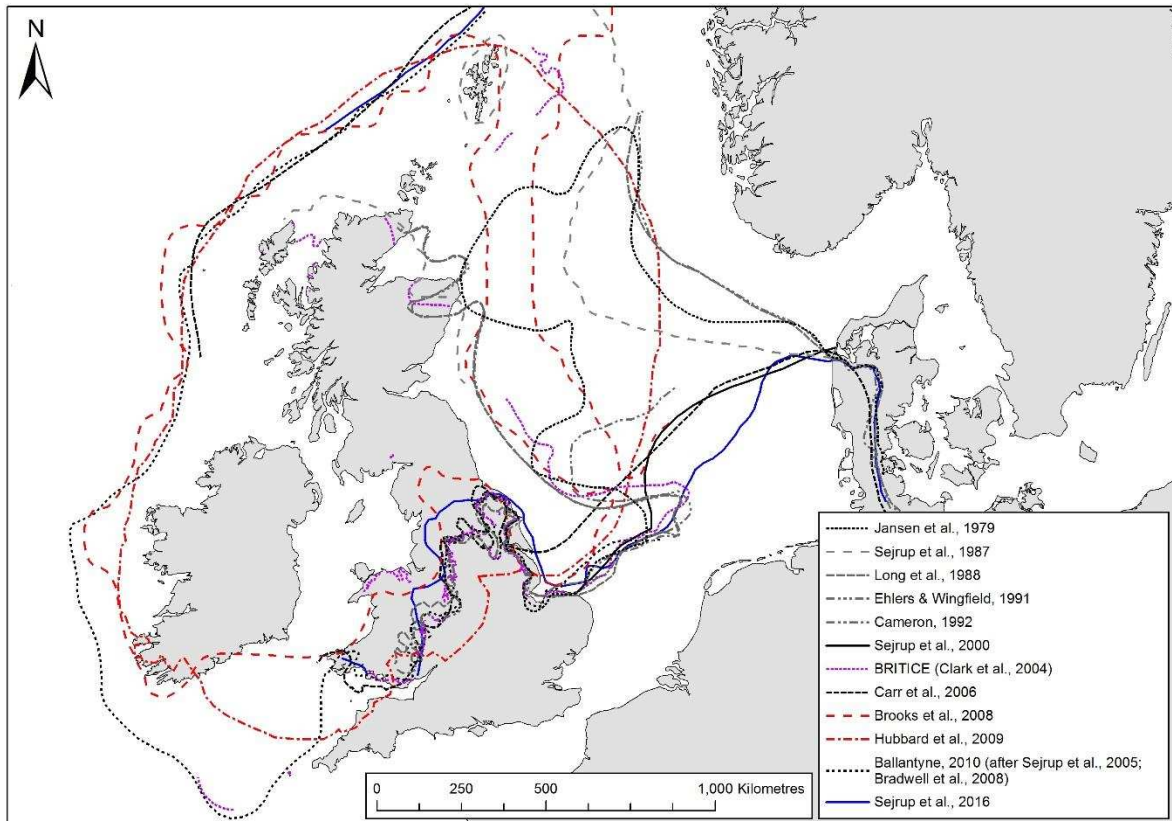 N
Jansen et al., 1979
Sejrup et al., 1987
Long et al., 1988
Ehlers & Wingfield, 1991
Cameron, 1992
Sejrup et al., 2000
BRITICE (Clark et al., 2004)
Carr et al., 2006
Brooks et al., 2008
Hubbard et al., 2009
Ballantyne, 2010 (after Sejrup et al., 2005;
Bradwell et al., 2008)
Sejrup et al., 2016
0 250 500 1,000 Kilometres